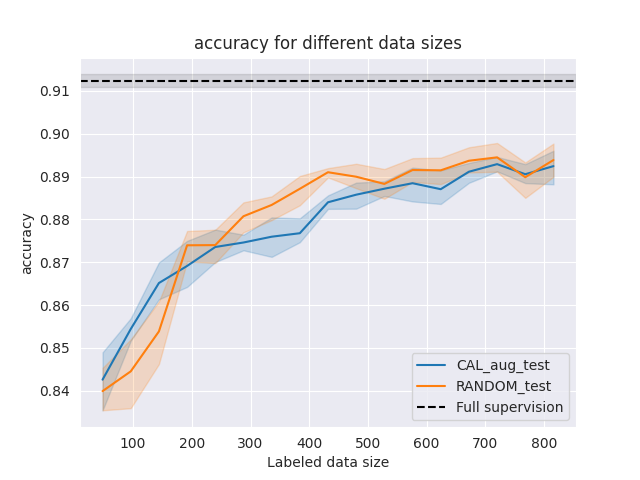 accuracy for different data sizes
0.91
0.90
0.89
0.88
0.87
0.86
0.85
0.84
accuracy
CAL_aug_test
RANDOM_test
Full supervision
100 200 300 400 500 600 700 800
Labeled data size